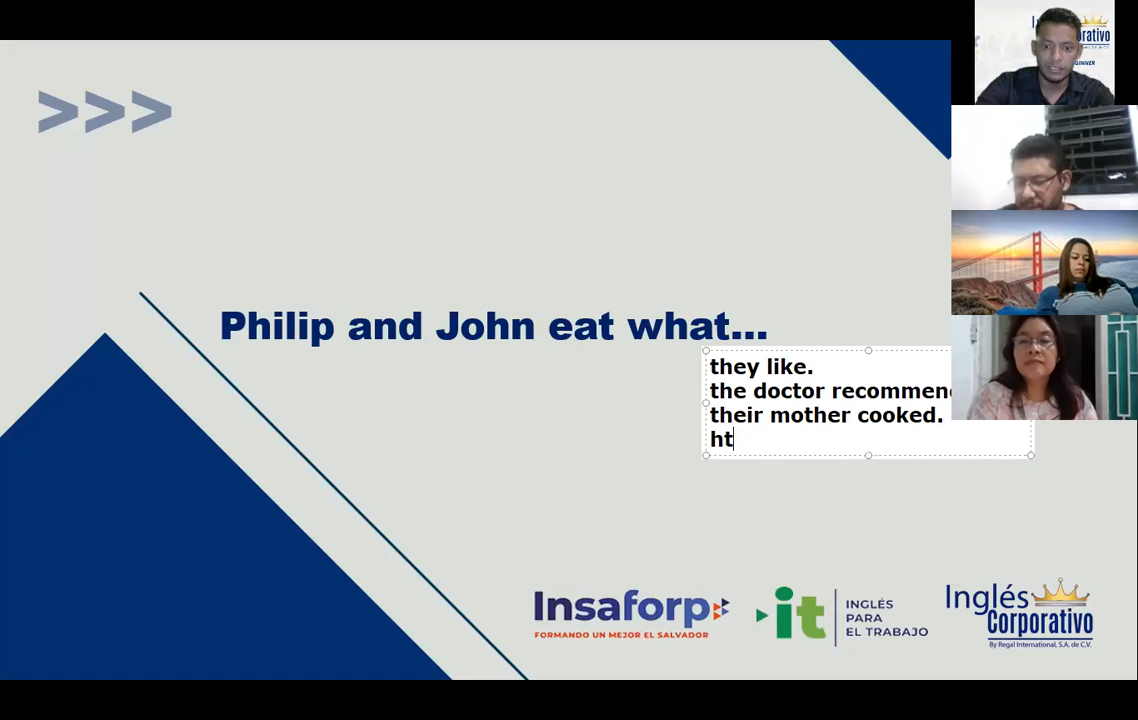 >>>
Philip and John eat what...
they like.
the doctor recommend
their mother cooked.
ht
Insaforp
FORMANDO UN MEJOR EL SALVADOR
it
INGLÉS
PARA
EL TRABAJO
Inglés
Corporativo
By Regal International, S.A. de C.V.